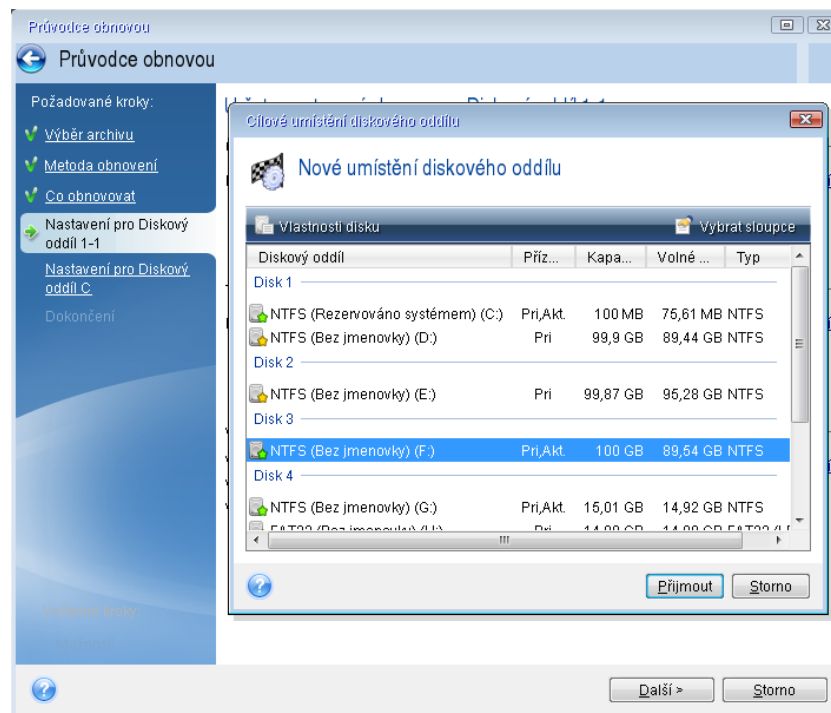 Průvodce obnovou
Průvodce obnovou
Požadované kroky:
Výběr archivu
Metoda obnovení
Co obnovovat
Nastavení pro Diskový
oddíl 1-1
Nastavení pro Diskový
oddíl C
Dokončení
Cílové umístění diskového oddílu
Nové umístění diskového oddílu
Vlastnosti disku Vybrat sloupce
Diskový oddíl Příz... Kapa... Volné ... Typ
Disk 1
NTFS (Rezervováno systémem) (C:) Pri,Akt. 100 MB 75,61 MB NTFS
NTFS (Bez jmenovky) (D:) Pri 99,9 GB 89,44 GB NTFS
Disk 2
NTFS (Bez jmenovky) (E:) Pri 99,87 GB 95,28 GB NTFS
Disk 3
NTFS (Bez jmenovky) (F:) Pri,Akt. 100 GB 89,54 GB NTFS
Disk 4
NTFS (Bez jmenovky) (G:) Pri,Akt. 15,01 GB 14,92 GB NTFS
Přijmout Storno
Další > Storno